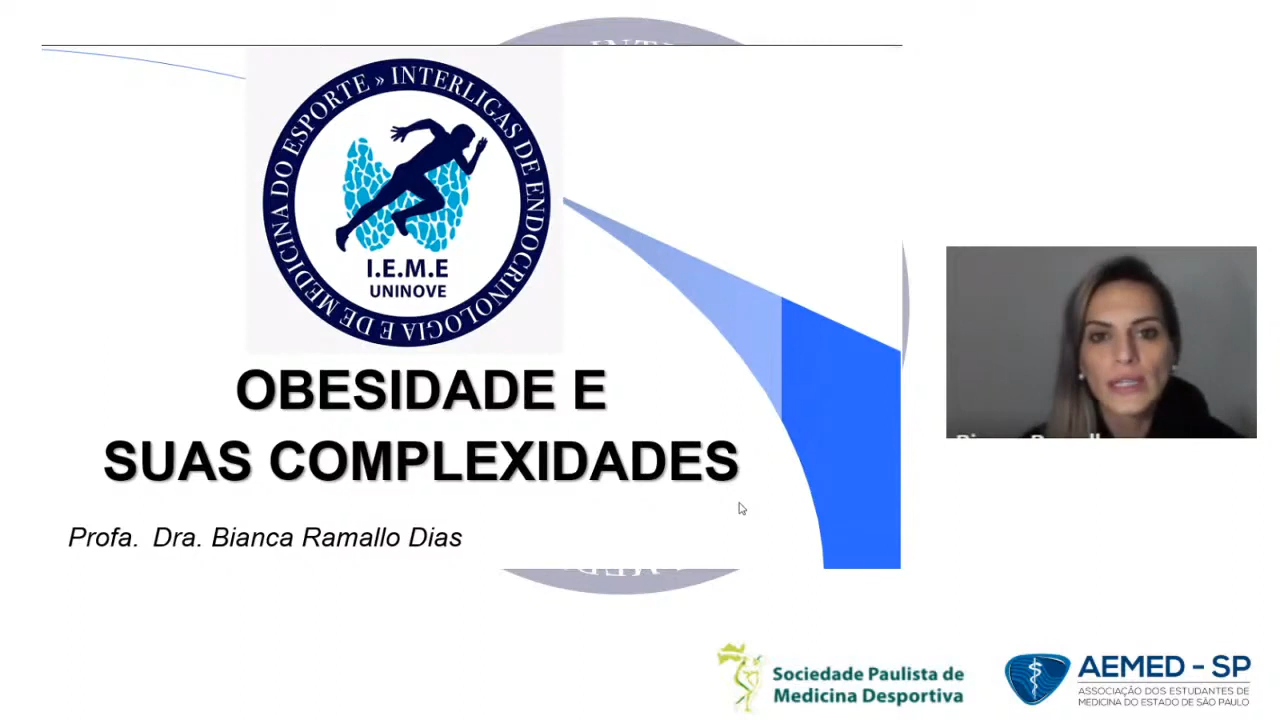 INTERLIGAS DE ENDOCRINOLOGIA E DE MEDICINA DO ESPORTE »
I.E.M.E
UNINOVE
OBESIDADE E
SUAS COMPLEXIDADES
Profa. Dra. Bianca Ramallo Dias
Sociedade Paulista de
Medicina Desportiva
AEMED - SP
ASSOCIAÇÃO DOS ESTUDANTES DE
MEDICINA DO ESTADO DE SÃO PAULO